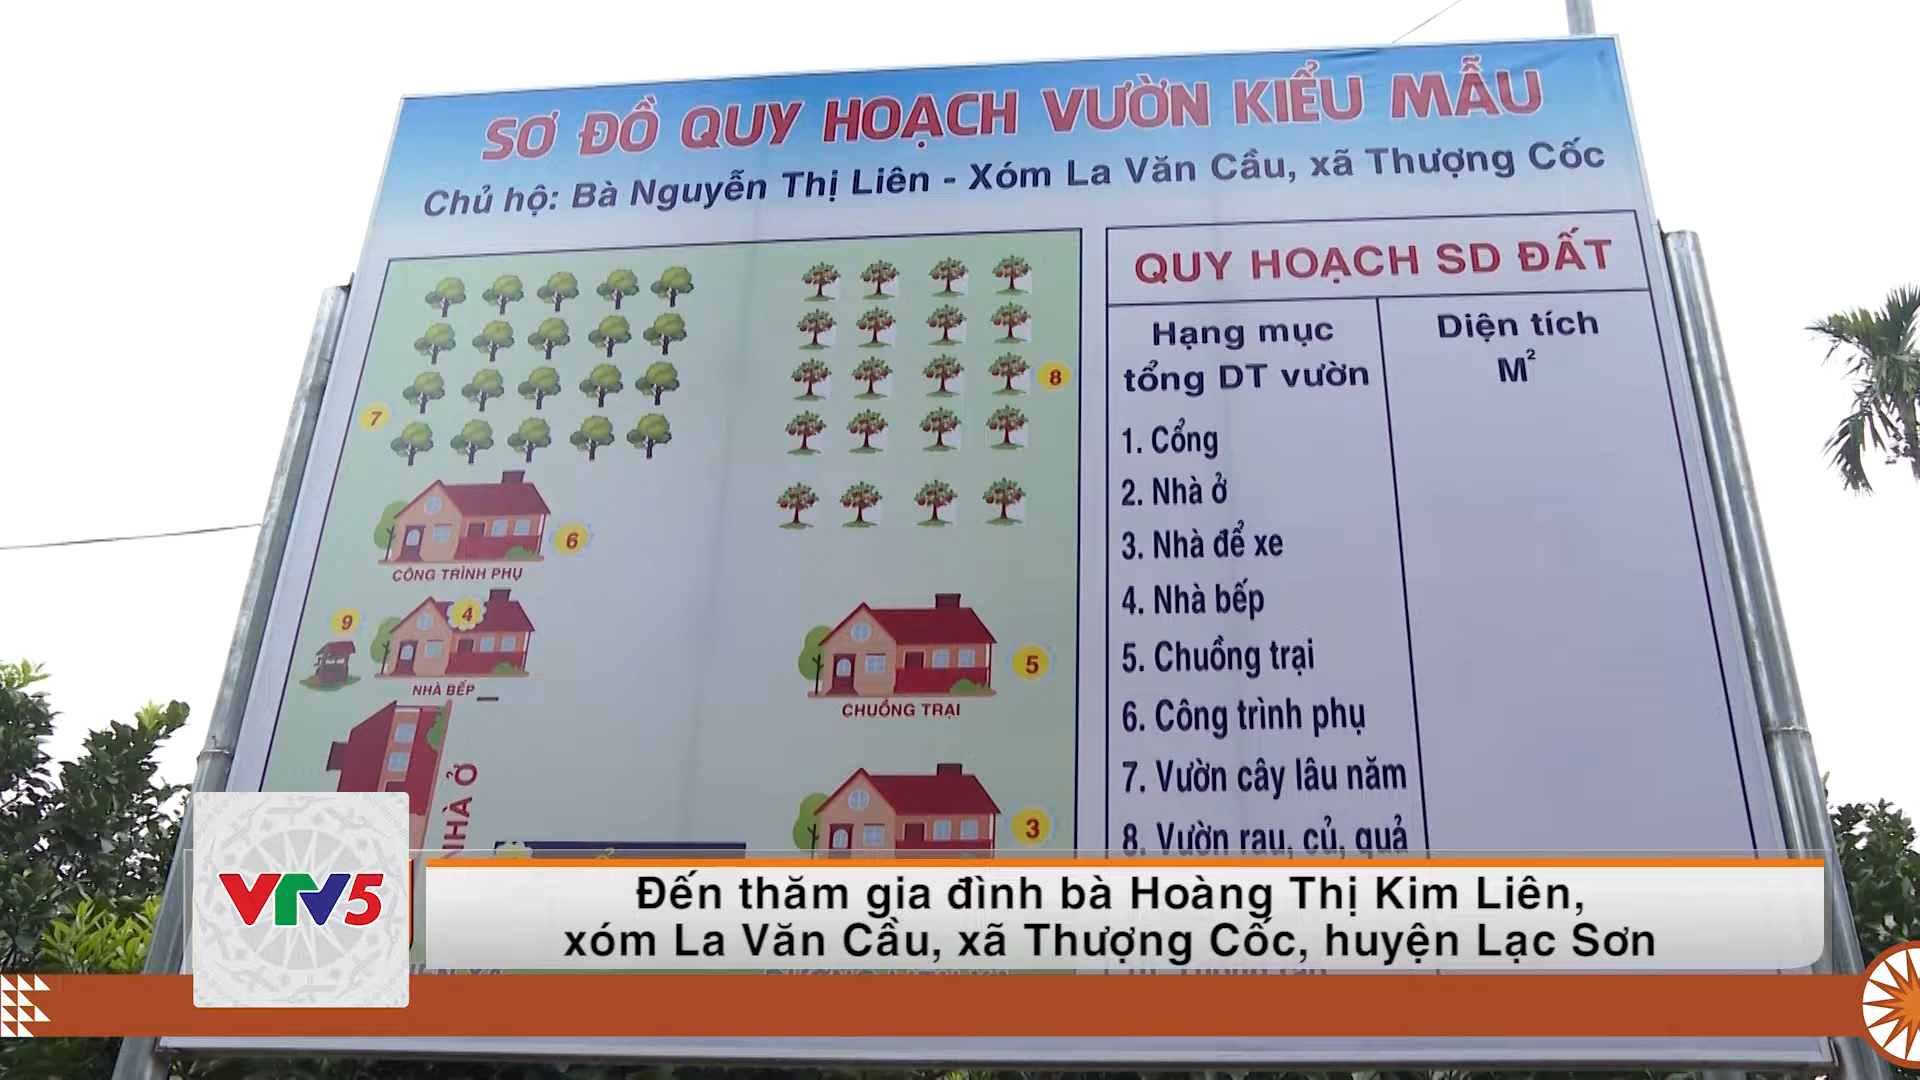 SƠ ĐỒ QUY HOẠCH VƯỜN KIỂU MẪU
Chủ hộ: Bà Nguyễn Thị Liên - Xóm La Văn Cầu, xã Thượng Cốc
7
8
6
CÔNG TRÌNH PHỤ
9
4
NHÀ BẾP
5
CHUỒNG TRẠI
NHÀ Ở
3
QUY HOẠCH SD ĐẤT
Hạng mục
tổng DT vườn
Diện tích
M²
1. Cổng
2. Nhà ở
3. Nhà để xe
4. Nhà bếp
5. Chuồng trại
6. Công trình phụ
7. Vườn cây lâu năm
8. Vườn rau, củ, quả
VTV5
Đến thăm gia đình bà Hoàng Thị Kim Liên,
xóm La Văn Cầu, xã Thượng Cốc, huyện Lạc Sơn